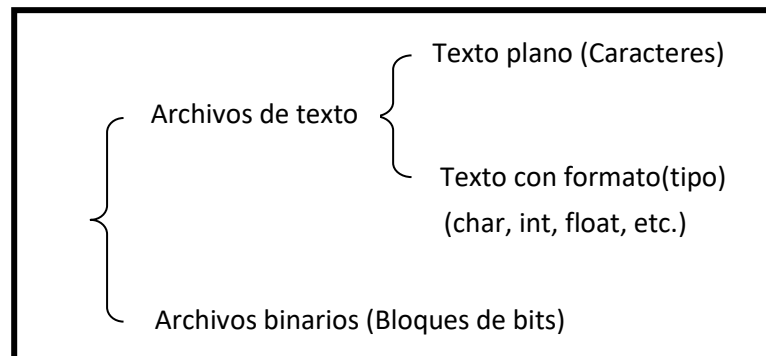 Texto plano (Caracteres)
Archivos de texto
Texto con formato(tipo)
(char, int, float, etc.)
Archivos binarios (Bloques de bits)